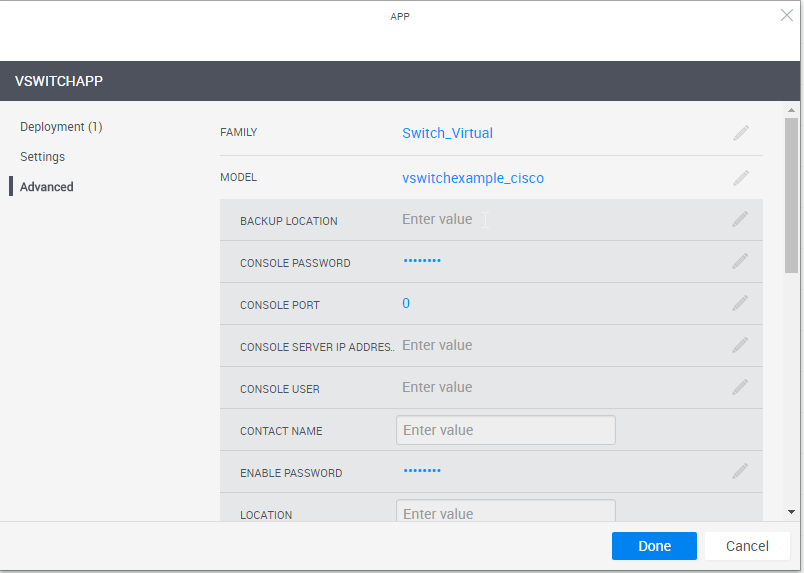 APP
VSWITCHAPP
Deployment (1)
Settings
Advanced
FAMILY Switch_Virtual
MODEL vswitchexample_cisco
BACKUP LOCATION Enter value
CONSOLE PASSWORD ••••••••
CONSOLE PORT 0
CONSOLE SERVER IP ADDRES.. Enter value
CONSOLE USER Enter value
CONTACT NAME Enter value
ENABLE PASSWORD ••••••••
LOCATION Enter value
Done Cancel